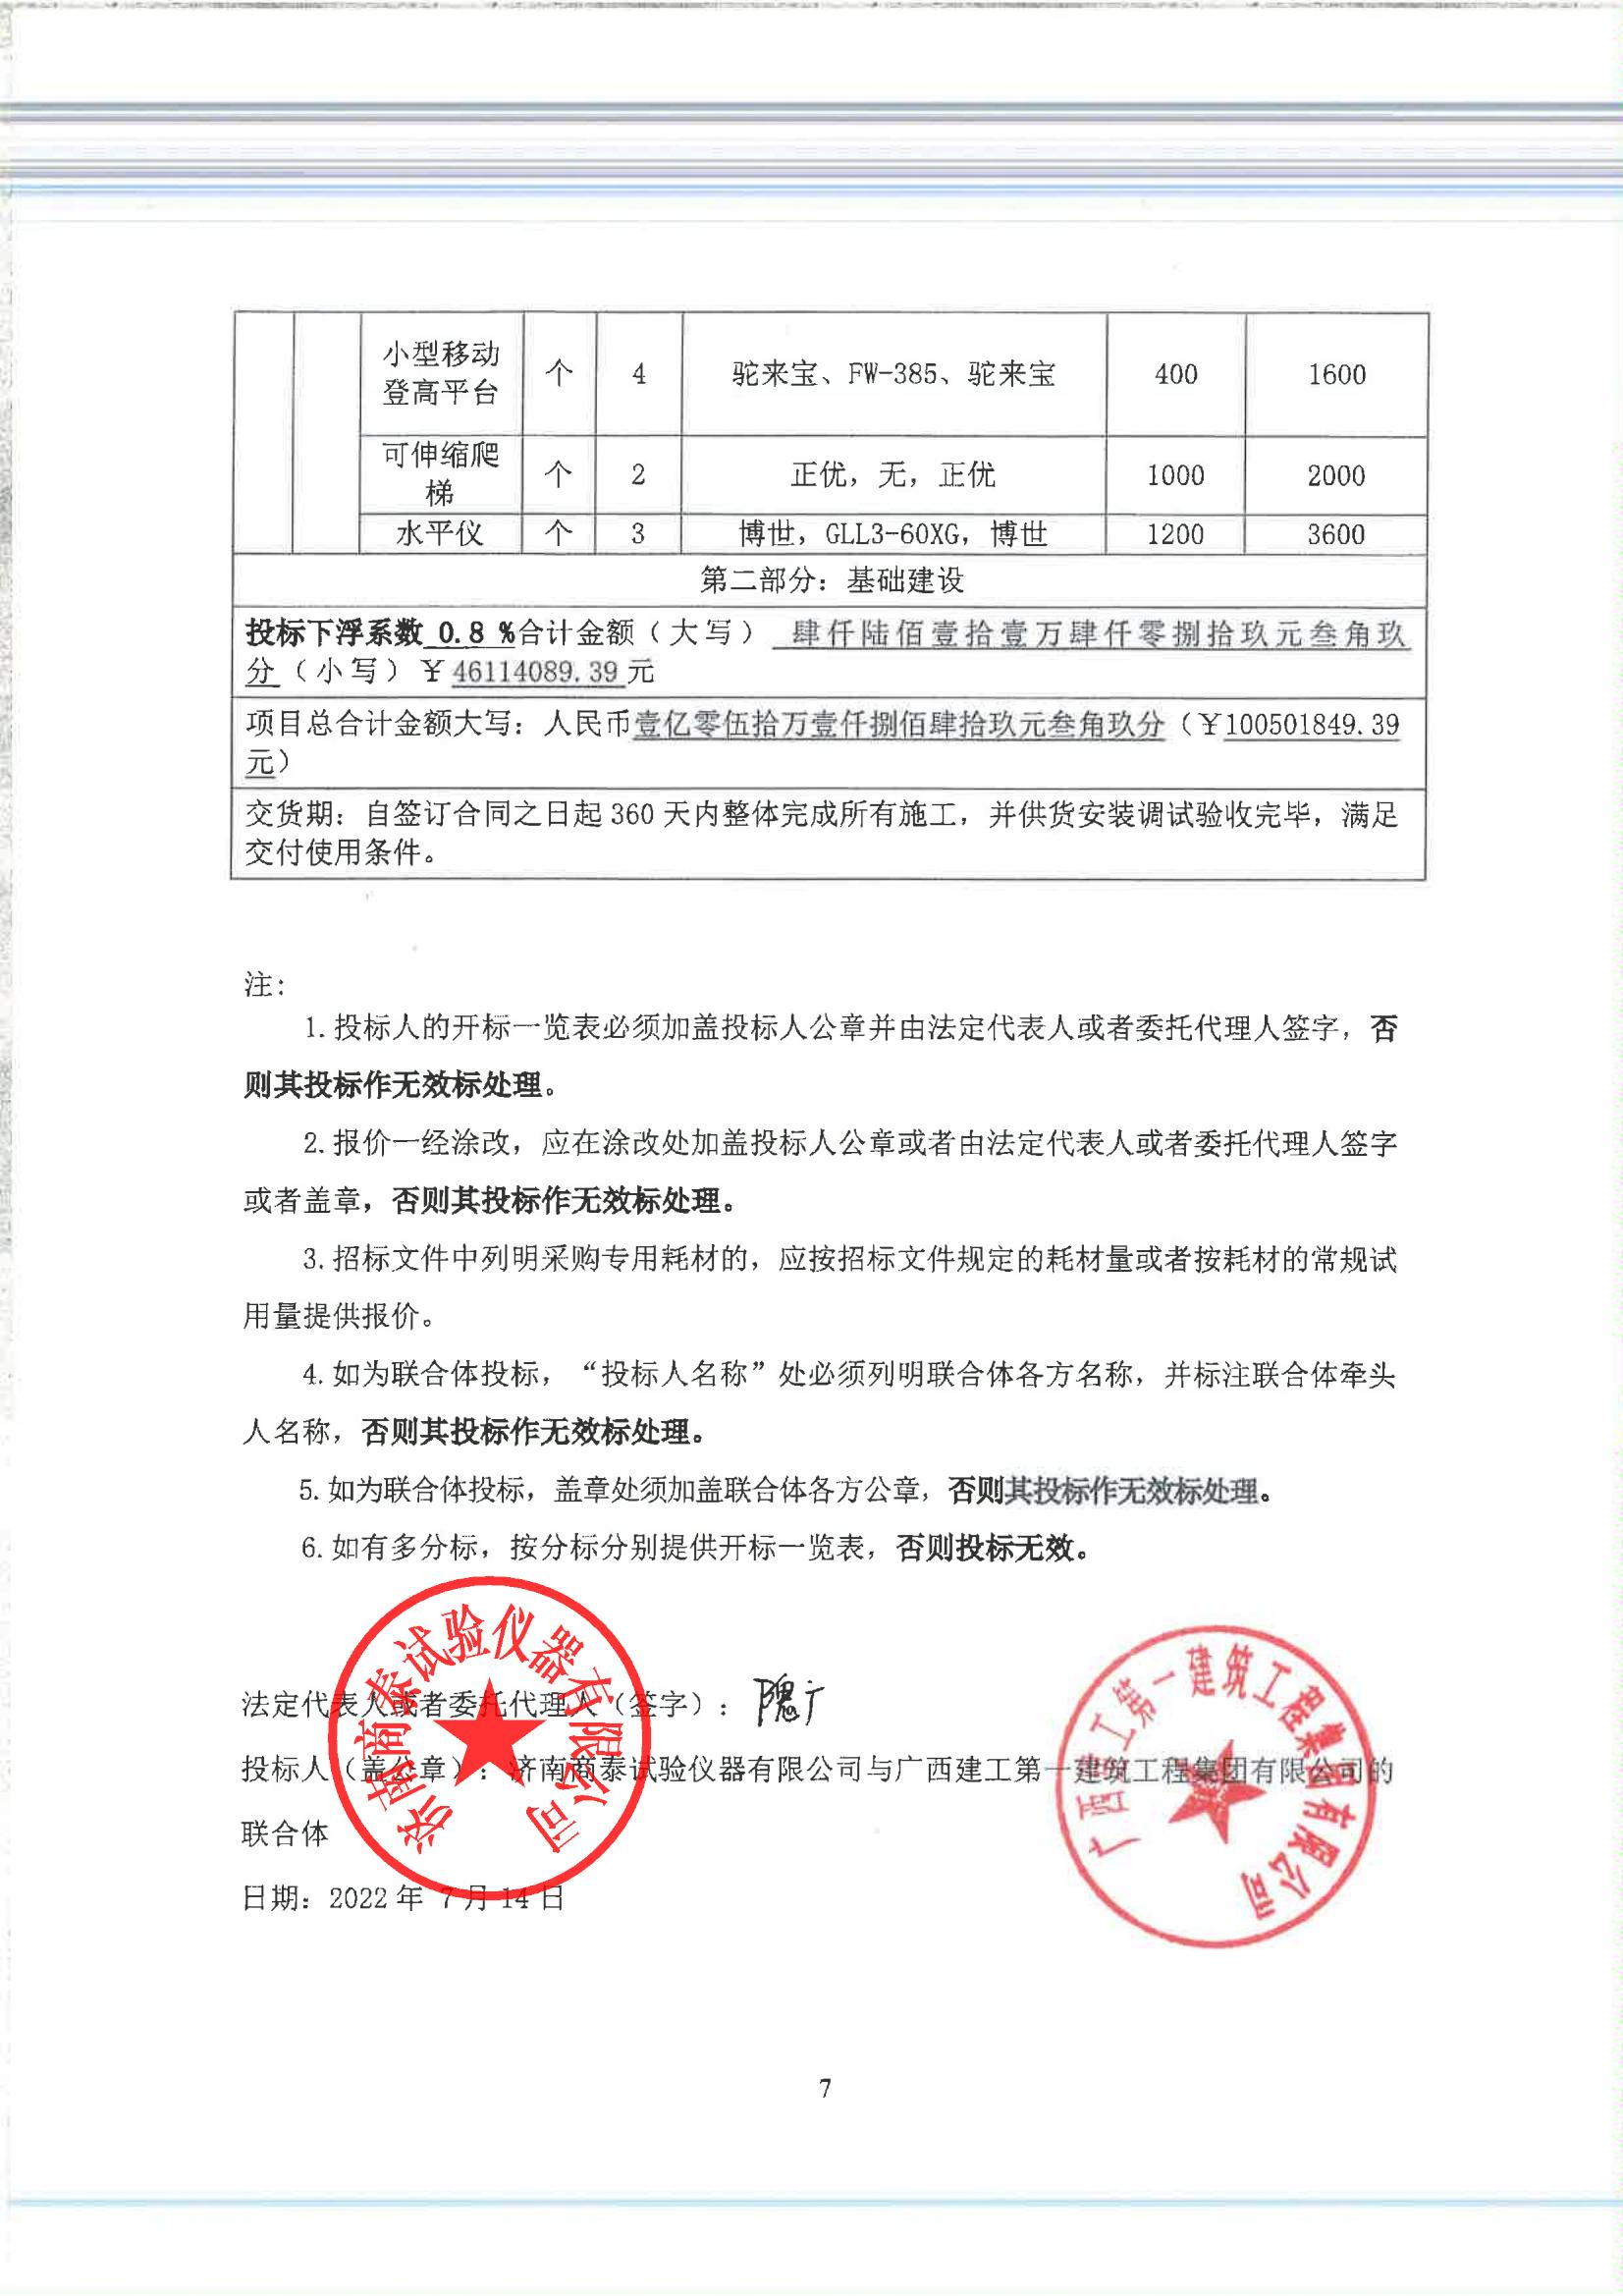 小型移动
登高平台 个 4 驼来宝、FW-385、驼来宝 400 1600
可伸缩爬
梯 个 2 正优，无，正优 1000 2000
水平仪 个 3 博世，GLL3-60XG，博世 1200 3600
第二部分：基础建设
投标下浮系数 0.8 %合计金额（大写） 肆仟陆佰壹拾壹万肆仟零捌拾玖元叁角玖
分（小写）￥46114089.39 元
项目总合计金额大写：人民币壹亿零伍拾万壹仟捌佰肆拾玖元叁角玖分（￥100501849.39
元）
交货期：自签订合同之日起 360 天内整体完成所有施工，并供货安装调试验收完毕，满足
交付使用条件。
注：
1.投标人的开标一览表必须加盖投标人公章并由法定代表人或者委托代理人签字，否
则其投标作无效标处理。
2.报价一经涂改，应在涂改处加盖投标人公章或者由法定代表人或者委托代理人签字
或者盖章，否则其投标作无效标处理。
3.招标文件中列明采购专用耗材的，应按招标文件规定的耗材量或者按耗材的常规试
用量提供报价。
4.如为联合体投标，“投标人名称”处必须列明联合体各方名称，并标注联合体牵头
人名称，否则其投标作无效标处理。
5.如为联合体投标，盖章处须加盖联合体各方公章，否则其投标作无效标处理。
6.如有多分标，按分标分别提供开标一览表，否则投标无效。
法定代表人或者委托代理人（签字）：
投标人（盖公章）：济南商泰试验仪器有限公司与广西建工第一建筑工程集团有限公司的
联合体
日期：2022 年 7 月 14 日
济南商泰试验仪器有限公司
广西建工第一建筑工程集团有限公司
7